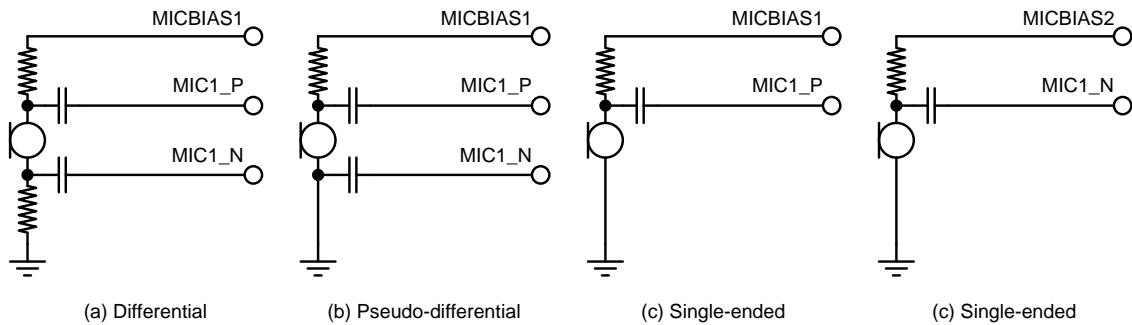 MICBIAS1
MIC1_P
MIC1_N
(a) Differential
MICBIAS1
MIC1_P
MIC1_N
(b) Pseudo-differential
MICBIAS1
MIC1_P
(c) Single-ended
MICBIAS2
MIC1_N
(c) Single-ended